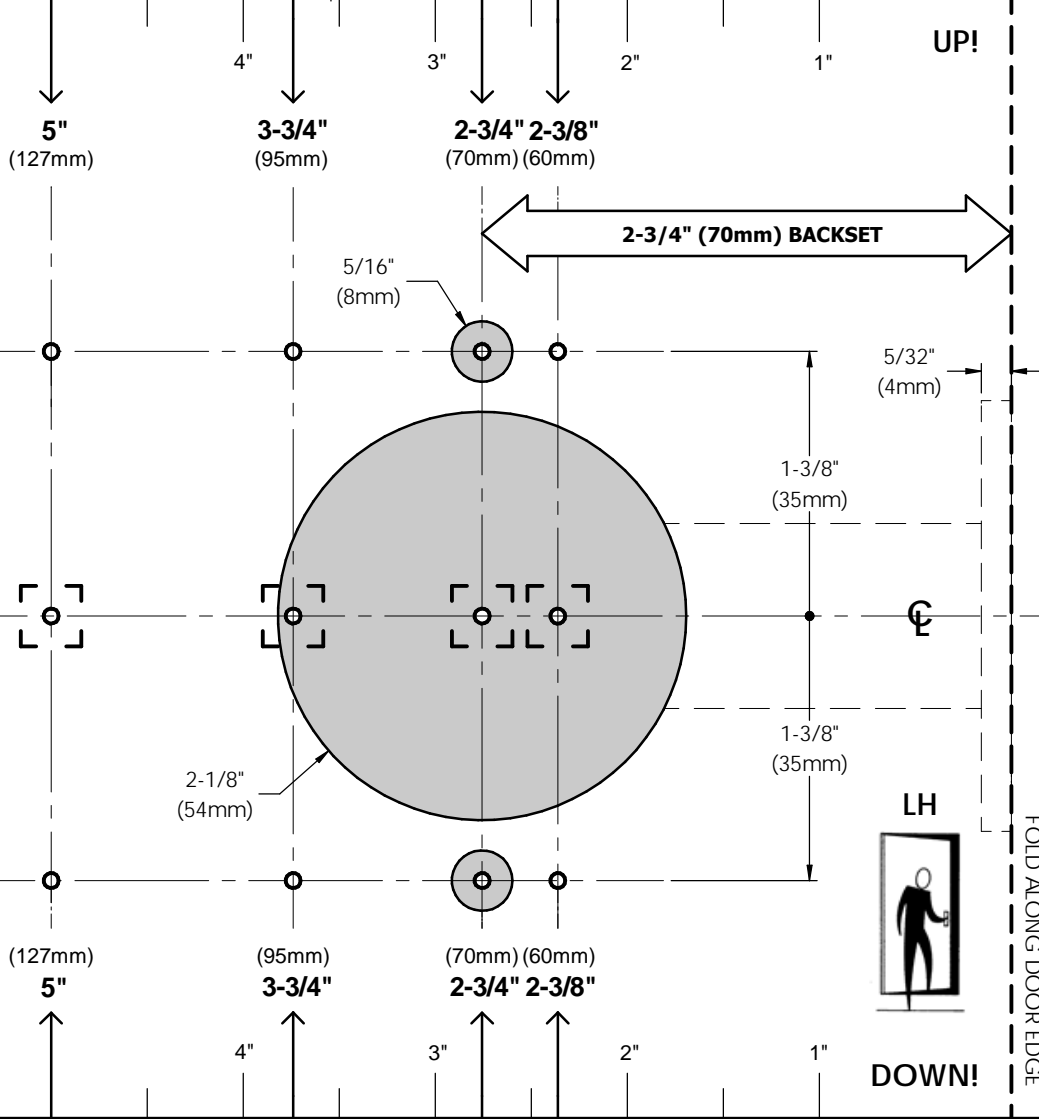 UP!
4" 3" 2" 1"
5" 3-3/4" 2-3/4" 2-3/8"
(127mm) (95mm) (70mm) (60mm)
2-3/4" (70mm) BACKSET
5/16"
(8mm)
5/32"
(4mm)
1-3/8"
(35mm)
℄
1-3/8"
(35mm)
2-1/8"
(54mm)
LH
FOLD ALONG DOOR EDGE
(127mm) (95mm) (70mm) (60mm)
5" 3-3/4" 2-3/4" 2-3/8"
4" 3" 2" 1"
DOWN!